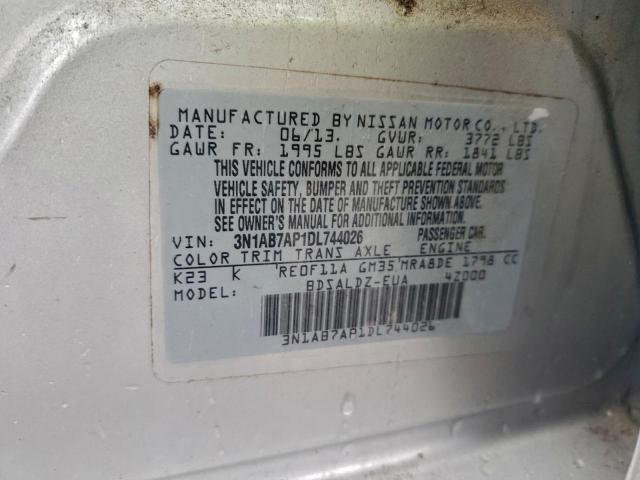 MANUFACTURED BY NISSAN MOTOR CO., LTD.
DATE: 06/13. GVWR: 3772 LBS
GAWR FR: 1995 LBS GAWR RR: 1841 LBS
THIS VEHICLE CONFORMS TO ALL APPLICABLE FEDERAL MOTOR
VEHICLE SAFETY, BUMPER AND THEFT PREVENTION STANDARDS
IN EFFECT ON THE DATE OF MANUFACTURE SHOWN ABOVE.
SEE OWNER'S MANUAL FOR ADDITIONAL INFORMATION.
VIN: 3N1AB7AP1DL744026 PASSENGER CAR.
COLOR TRIM TRANS AXLE ENGINE
K23 K 'RE0F11A GM35'MRA8DE 1798 CC
MODEL: BDSALDZ-EUA 4Z000
3N1AB7AP1DL744026